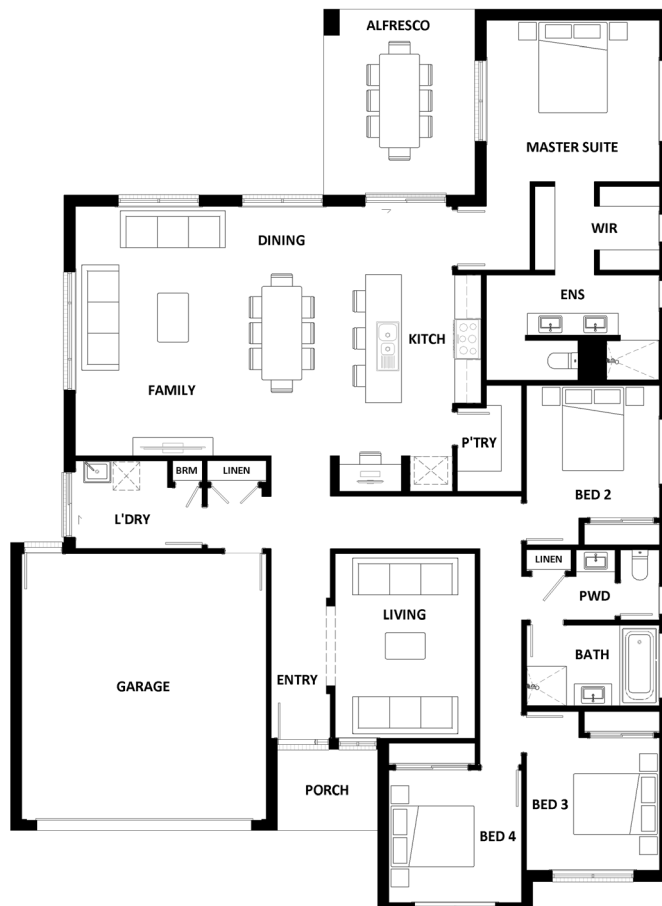 ALFRESCO
MASTER SUITE
WIR
DINING
ENS
KITCH
FAMILY
P'TRY
BRM
LINEN
BED 2
L'DRY
LINEN
PWD
LIVING
BATH
ENTRY
GARAGE
PORCH
BED 3
BED 4